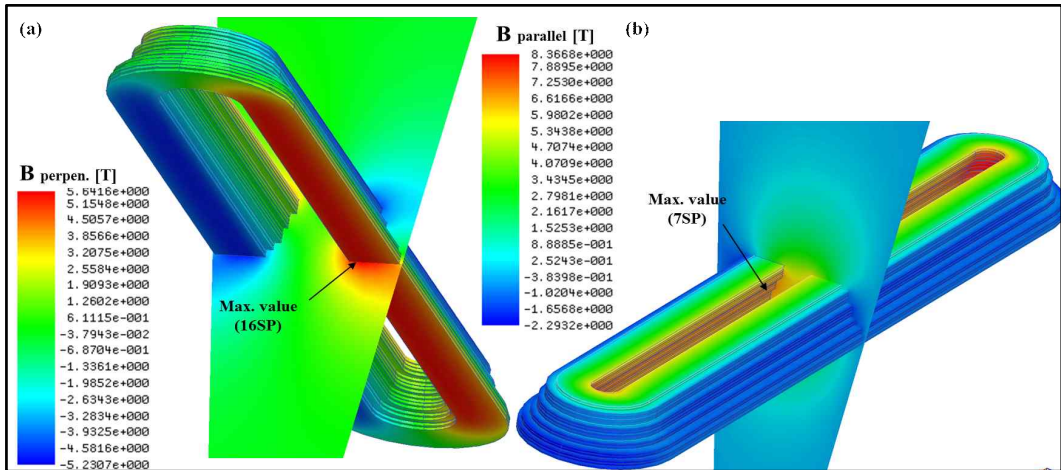 (a)
B perpen. [T]
5.6416e+000
5.1548e+000
4.5057e+000
3.8566e+000
3.2075e+000
2.5584e+000
1.9093e+000
1.2602e+000
6.1115e-001
-3.7943e-002
-6.8704e-001
-1.3361e+000
-1.9852e+000
-2.6343e+000
-3.2834e+000
-3.9325e+000
-4.5816e+000
-5.2307e+000
Max. value
(16SP)
B parallel [T]
8.3668e+000
7.8895e+000
7.2530e+000
6.6166e+000
5.9802e+000
5.3438e+000
4.7074e+000
4.0709e+000
3.4345e+000
2.7981e+000
2.1617e+000
1.5253e+000
8.8885e-001
2.5243e-001
-3.8398e-001
-1.0204e+000
-1.6568e+000
-2.2932e+000
(b)
Max. value
(7SP)